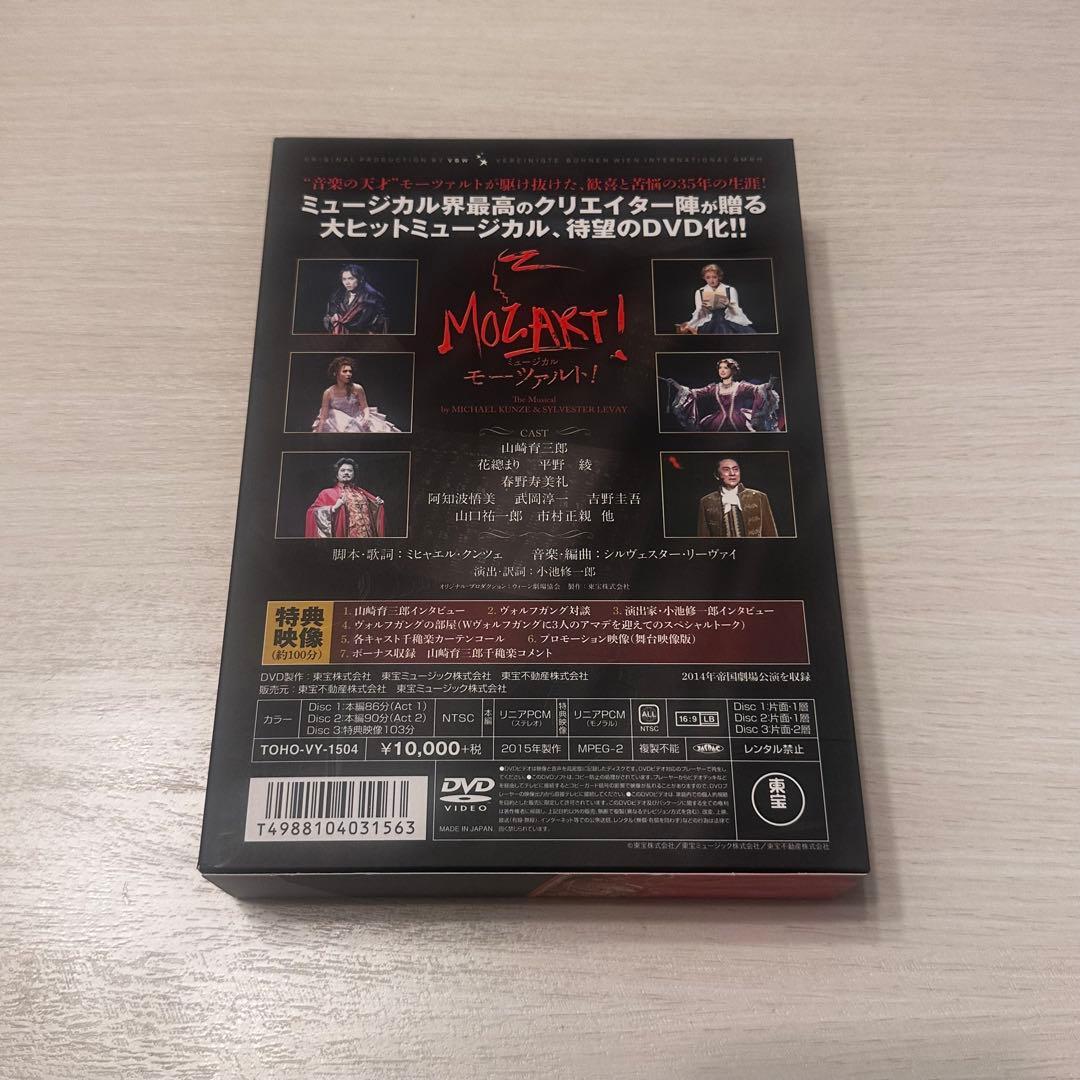 ORIGINAL PRODUCTION BY VBW VEREINIGTE BÜHNEN WIEN INTERNATIONAL GMBH
“音楽の天才”モーツァルトが駆け抜けた、歓喜と苦悩の35年の生涯!
ミュージカル界最高のクリエイター陣が贈る
大ヒットミュージカル、待望のDVD化!!
MOZART!
ミュージカル
モーツァルト!
The Musical
by MICHAEL KUNZE & SYLVESTER LEVAY
CAST
山崎育三郎
花總まり 平野 綾
春野寿美礼
阿知波悟美 武岡淳一 吉野圭吾
山口祐一郎 市村正親 他
脚本・歌詞:ミヒャエル・クンツェ 音楽・編曲:シルヴェスター・リーヴァイ
演出・訳詞:小池修一郎
オリジナル・プロダクション:ウィーン劇場協会 製作:東宝株式会社
特典映像(約100分)
1. 山崎育三郎インタビュー 2. ヴォルフガング対談 3. 演出家・小池修一郎インタビュー
4. ヴォルフガングの部屋(Wヴォルフガングに3人のアマデを迎えてのスペシャルトーク)
5. 各キャスト千穐楽カーテンコール 6. プロモーション映像(舞台映像版)
7. ボーナス収録 山崎育三郎千穐楽コメント
DVD製作:東宝株式会社 東宝ミュージック株式会社 東宝不動産株式会社
販売元:東宝不動産株式会社 東宝ミュージック株式会社
2014年帝国劇場公演を収録
カラー
Disc 1:本編86分(Act 1)
Disc 2:本編90分(Act 2)
Disc 3:特典映像103分
NTSC
本編
リニアPCM
(ステレオ)
特典映像
リニアPCM
(モノラル)
ALL
NTSC
16:9 LB
Disc 1:片面・1層
Disc 2:片面・1層
Disc 3:片面・2層
TOHO-VY-1504
¥10,000+税
2015年製作
MPEG-2
複製不能
レンタル禁止
T4988104031563
DVD
VIDEO
MADE IN JAPAN
東宝
©東宝株式会社/東宝ミュージック株式会社/東宝不動産株式会社